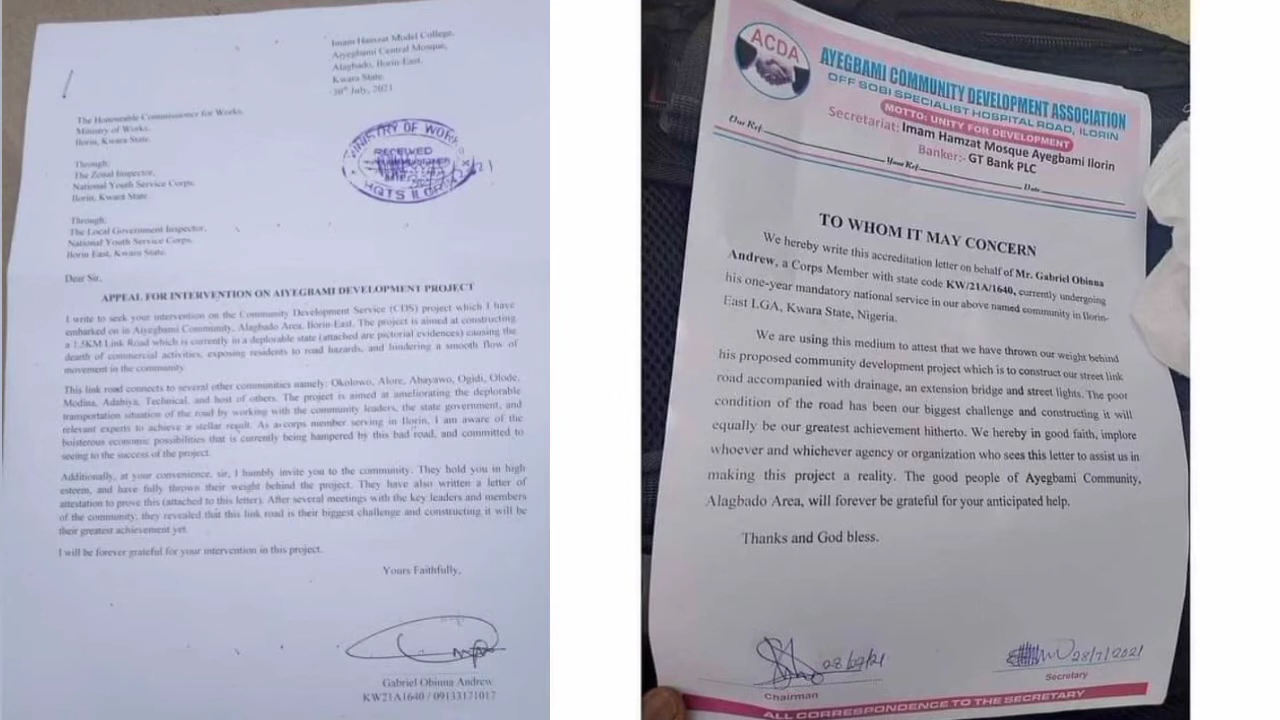 Imam Hamzat Model College,
Aiyegbami Central Mosque,
Alagbado, Ilorin-East,
Kwara State.
30th July, 2021
The Honourable Commissioner for Works,
Ministry of Works,
Ilorin, Kwara State.
Through;
The Zonal Inspector,
National Youth Service Corps,
Ilorin, Kwara State.
Through;
The Local Government Inspector,
National Youth Service Corps,
Ilorin East, Kwara State.
MINISTRY OF WORKS
RECEIVED
HQTS ILORIN
Dear Sir,
APPEAL FOR INTERVENTION ON AIYEGBAMI DEVELOPMENT PROJECT
I write to seek your intervention on the Community Development Service (CDS) project which I have
embarked on in Aiyegbami Community, Alagbado Area, Ilorin-East. The project is aimed at constructing
a 1.5KM Link Road which is currently in a deplorable state (attached are pictorial evidences) causing the
dearth of commercial activities, exposing residents to road hazards, and hindering a smooth flow of
movement in the community.
This link road connects to several other communities namely: Okolowo, Alore, Abayawo, Ogidi, Olode,
Modina, Adabiya, Technical, and host of others. The project is aimed at ameliorating the deplorable
transportation situation of the road by working with the community leaders, the state government, and
relevant experts to achieve a stellar result. As a corps member serving in Ilorin, I am aware of the
boisterous economic possibilities that is currently being hampered by this bad road, and committed to
seeing to the success of the project.
Additionally, at your convenience, sir, I humbly invite you to the community. They hold you in high
esteem, and have fully thrown their weight behind the project. They have also written a letter of
attestation to prove this (attached to this letter). After several meetings with the key leaders and members
of the community, they revealed that this link road is their biggest challenge and constructing it will be
their greatest achievement yet.
I will be forever grateful for your intervention in this project.
Yours Faithfully,
Gabriel Obinna Andrew
KW21A1640 / 09133171017
ACDA
AYEGBAMI COMMUNITY DEVELOPMENT ASSOCIATION
OFF SOBI SPECIALIST HOSPITAL ROAD, ILORIN
MOTTO: UNITY FOR DEVELOPMENT
Secretariat: Imam Hamzat Mosque Ayegbami Ilorin
Banker:- GT Bank PLC
Our Ref. Your Ref. Date
TO WHOM IT MAY CONCERN
We hereby write this accreditation letter on behalf of Mr. Gabriel Obinna
Andrew, a Corps Member with state code KW/21A/1640, currently undergoing
his one-year mandatory national service in our above named community in Ilorin-
East LGA, Kwara State, Nigeria.
We are using this medium to attest that we have thrown our weight behind
his proposed community development project which is to construct our street link
road accompanied with drainage, an extension bridge and street lights. The poor
condition of the road has been our biggest challenge and constructing it will
equally be our greatest achievement hitherto. We hereby in good faith, implore
whoever and whichever agency or organization who sees this letter to assist us in
making this project a reality. The good people of Ayegbami Community,
Alagbado Area, will forever be grateful for your anticipated help.
Thanks and God bless.
28/07/21
28/7/2021
Chairman
Secretary
ALL CORRESPONDENCE TO THE SECRETARY